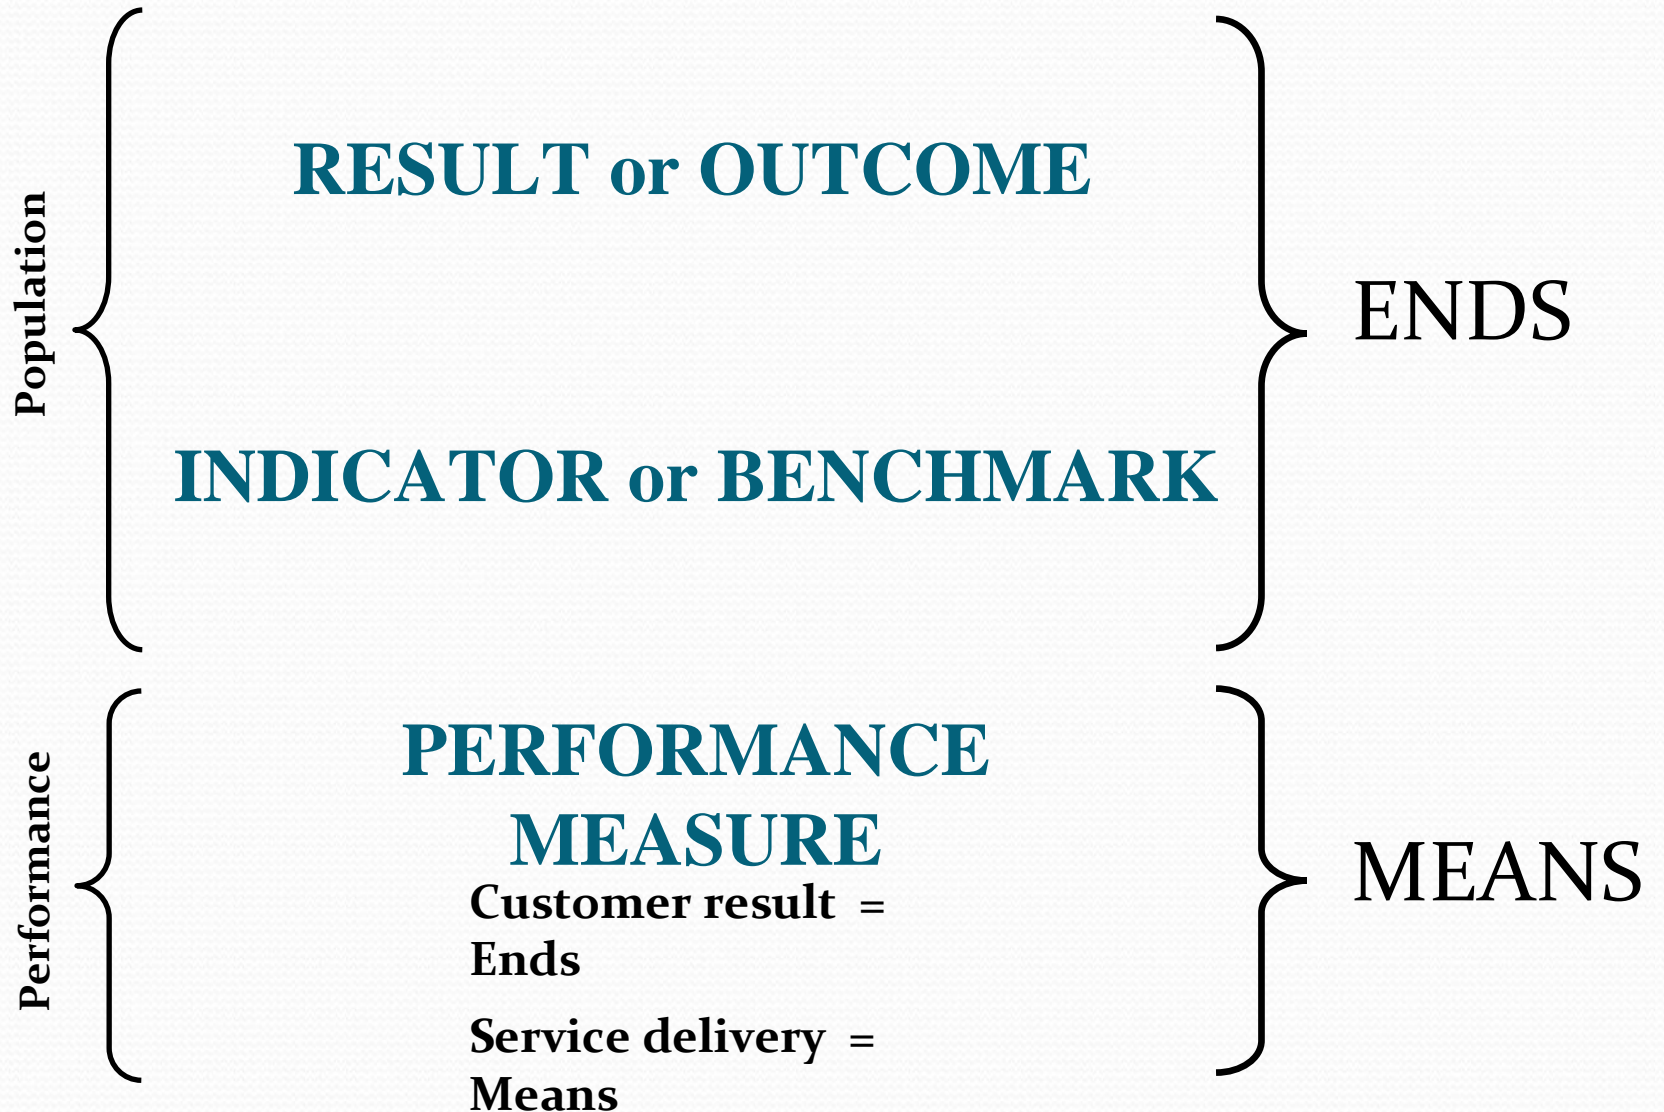 Population
RESULT or OUTCOME
ENDS
INDICATOR or BENCHMARK
Performance
PERFORMANCE
MEASURE
Customer result =
Ends
Service delivery =
Means
MEANS